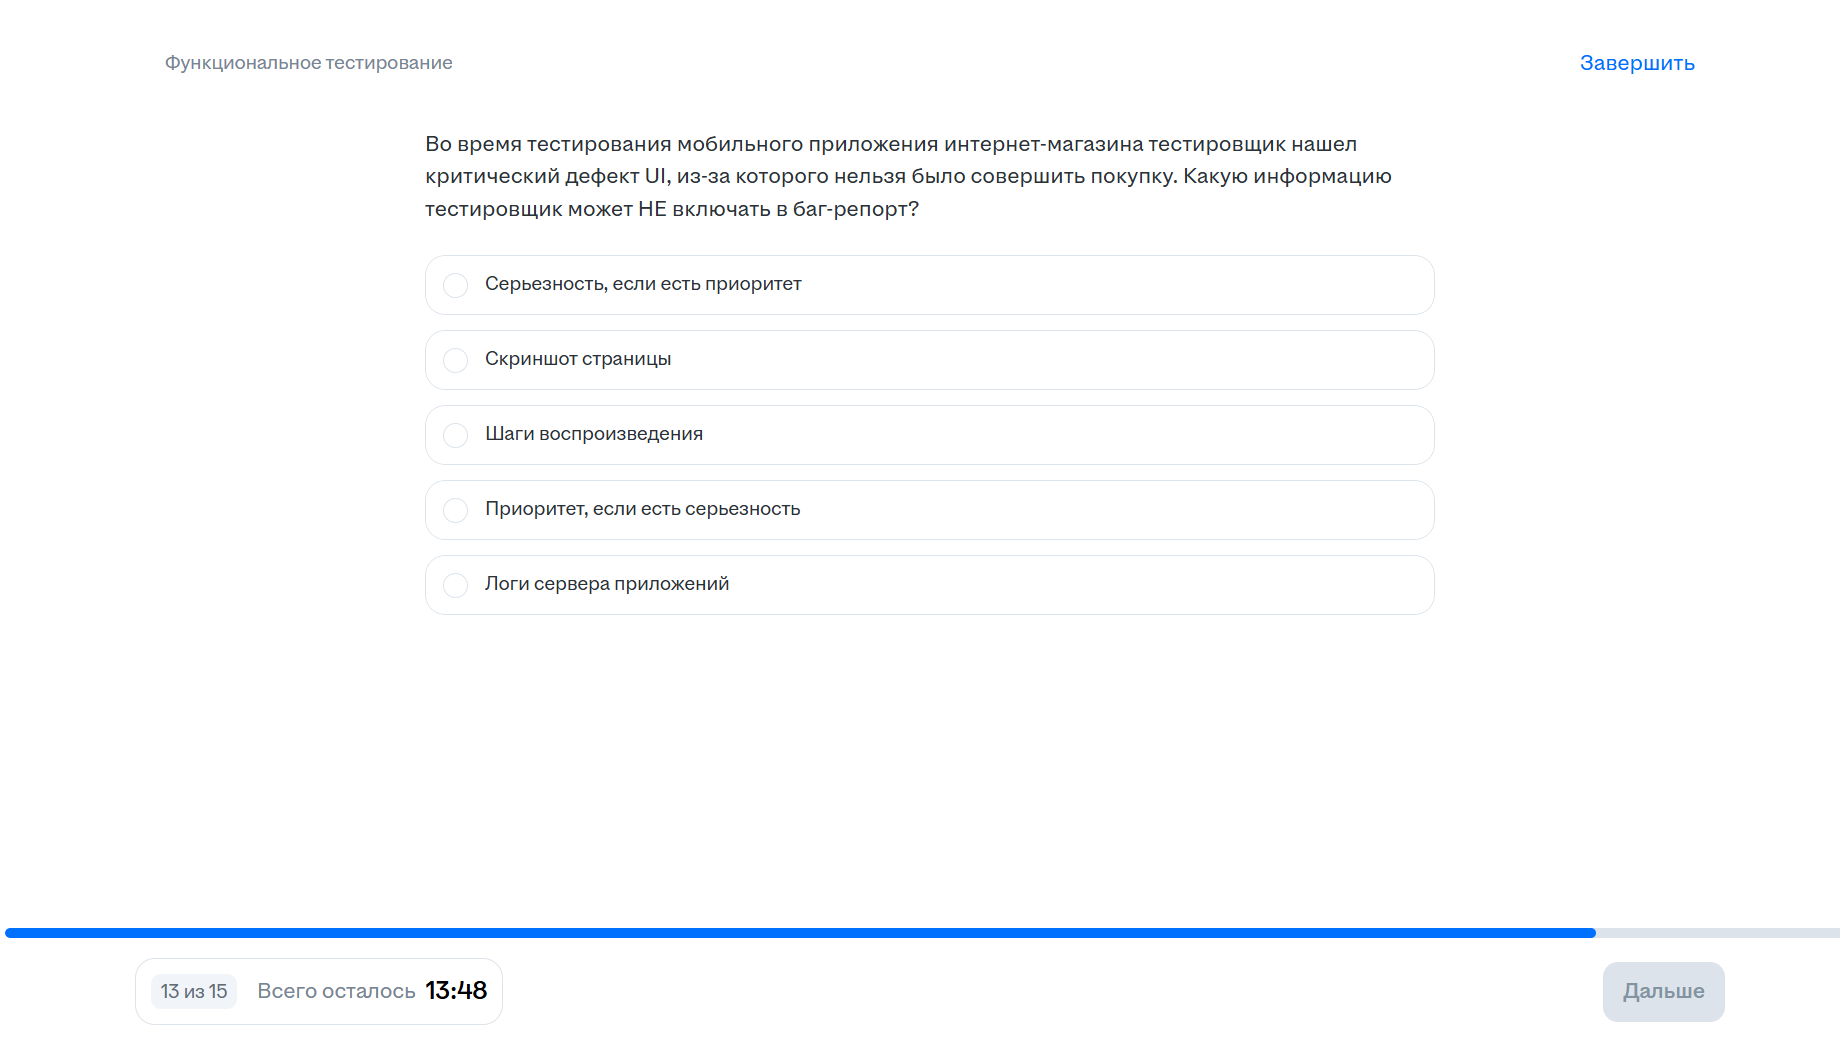 Функциональное тестирование
Завершить
Во время тестирования мобильного приложения интернет-магазина тестировщик нашел
критический дефект UI, из-за которого нельзя было совершить покупку. Какую информацию
тестировщик может НЕ включать в баг-репорт?
Серьезность, если есть приоритет
Скриншот страницы
Шаги воспроизведения
Приоритет, если есть серьезность
Логи сервера приложений
13 из 15 Всего осталось 13:48
Дальше